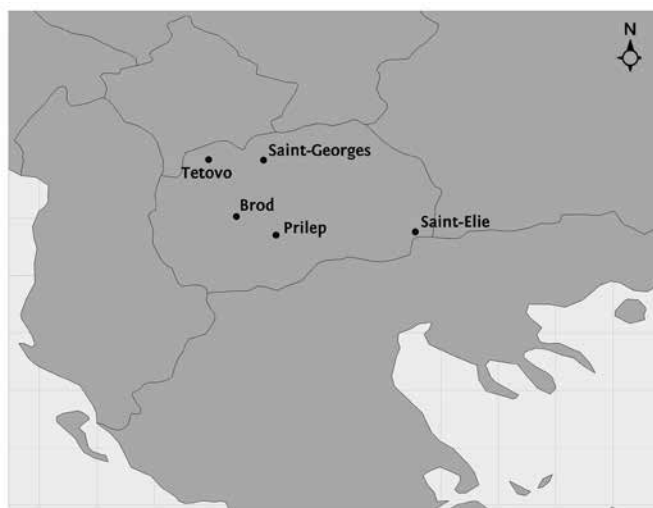 N
Saint-Georges
Tetovo
Brod
Prilep
Saint-Elie